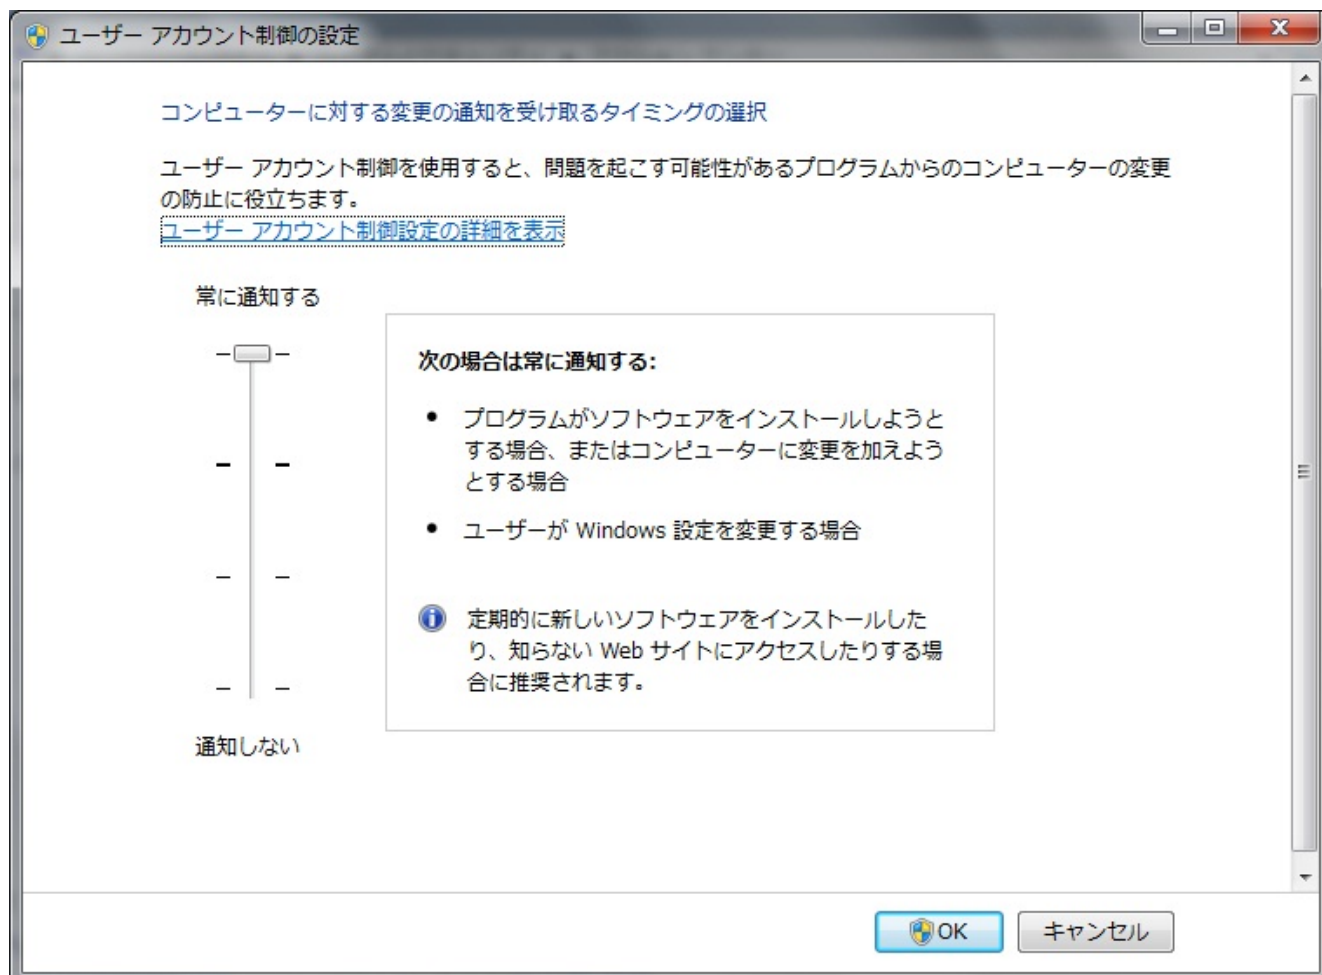 ユーザー アカウント制御の設定
コンピューターに対する変更の通知を受け取るタイミングの選択
ユーザー アカウント制御を使用すると、問題を起こす可能性があるプログラムからのコンピューターの変更
の防止に役立ちます。
ユーザー アカウント制御設定の詳細を表示
常に通知する
次の場合は常に通知する:
• プログラムがソフトウェアをインストールしようと
する場合、またはコンピューターに変更を加えよう
とする場合
• ユーザーが Windows 設定を変更する場合
定期的に新しいソフトウェアをインストールした
り、知らない Web サイトにアクセスしたりする場
合に推奨されます。
通知しない
OK
キャンセル